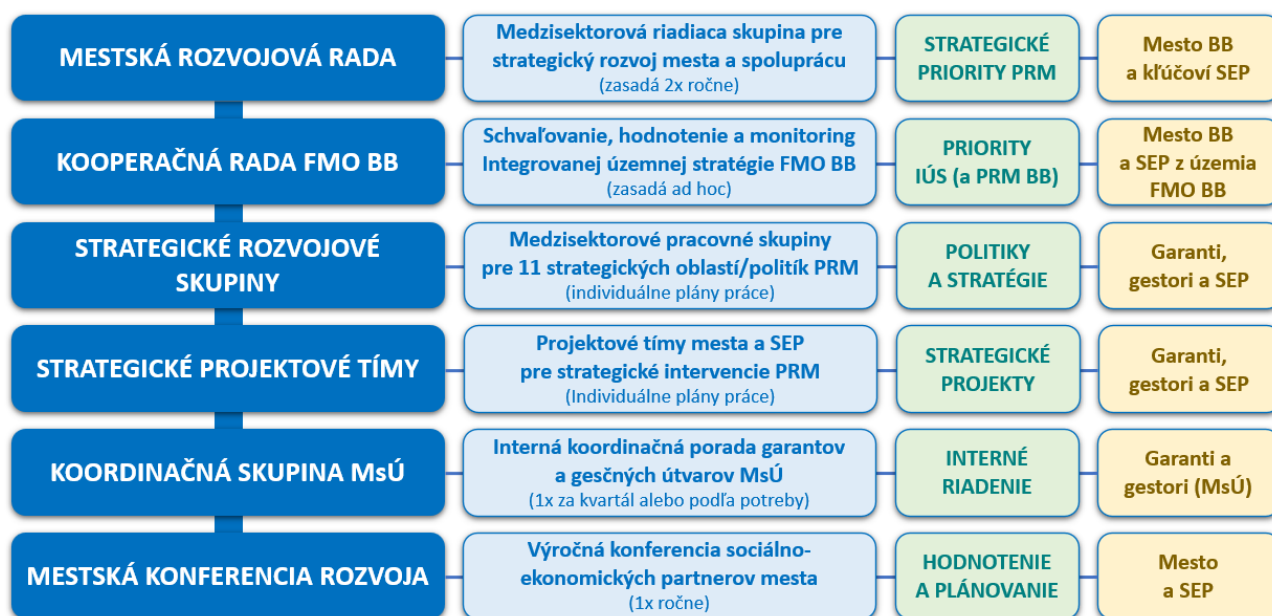 MESTSKÁ ROZVOJOVÁ RADA
Medzisektorová riadiaca skupina pre
strategický rozvoj mesta a spoluprácu
(zasadá 2x ročne)
STRATEGICKÉ
PRIORITY PRM
Mesto BB
a kľúčoví SEP
KOOPERAČNÁ RADA FMO BB
Schvaľovanie, hodnotenie a monitoring
Integrovanej územnej stratégie FMO BB
(zasadá ad hoc)
PRIORITY
IÚS (a PRM BB)
Mesto BB
a SEP z územia
FMO BB
STRATEGICKÉ ROZVOJOVÉ
SKUPINY
Medzisektorové pracovné skupiny
pre 11 strategických oblastí/politík PRM
(individuálne plány práce)
POLITIKY
A STRATÉGIE
Garanti,
gestori a SEP
STRATEGICKÉ PROJEKTOVÉ TÍMY
Projektové tímy mesta a SEP
pre strategické intervencie PRM
(Individuálne plány práce)
STRATEGICKÉ
PROJEKTY
Garanti,
gestori a SEP
KOORDINAČNÁ SKUPINA MsÚ
Interná koordinačná porada garantov
a gesčných útvarov MsÚ
(1x za kvartál alebo podľa potreby)
INTERNÉ
RIADENIE
Garanti a
gestori (MsÚ)
MESTSKÁ KONFERENCIA ROZVOJA
Výročná konferencia sociálno-
ekonomických partnerov mesta
(1x ročne)
HODNOTENIE
A PLÁNOVANIE
Mesto
a SEP